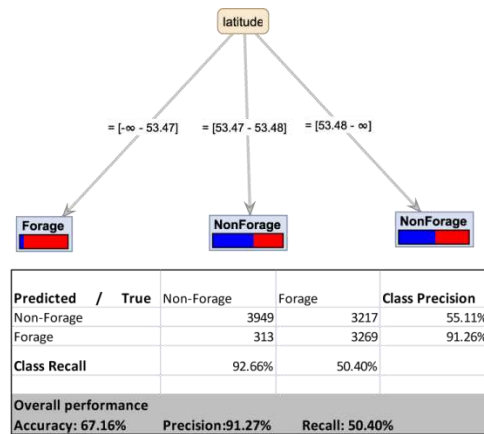 latitude
= [-∞ - 53.47] = [53.47 - 53.48] = [53.48 - ∞]
Forage NonForage NonForage
Predicted / True Non-Forage Forage Class Precision
Non-Forage 3949 3217 55.11%
Forage 313 3269 91.26%
Class Recall 92.66% 50.40%
Overall performance
Accuracy: 67.16% Precision:91.27% Recall: 50.40%